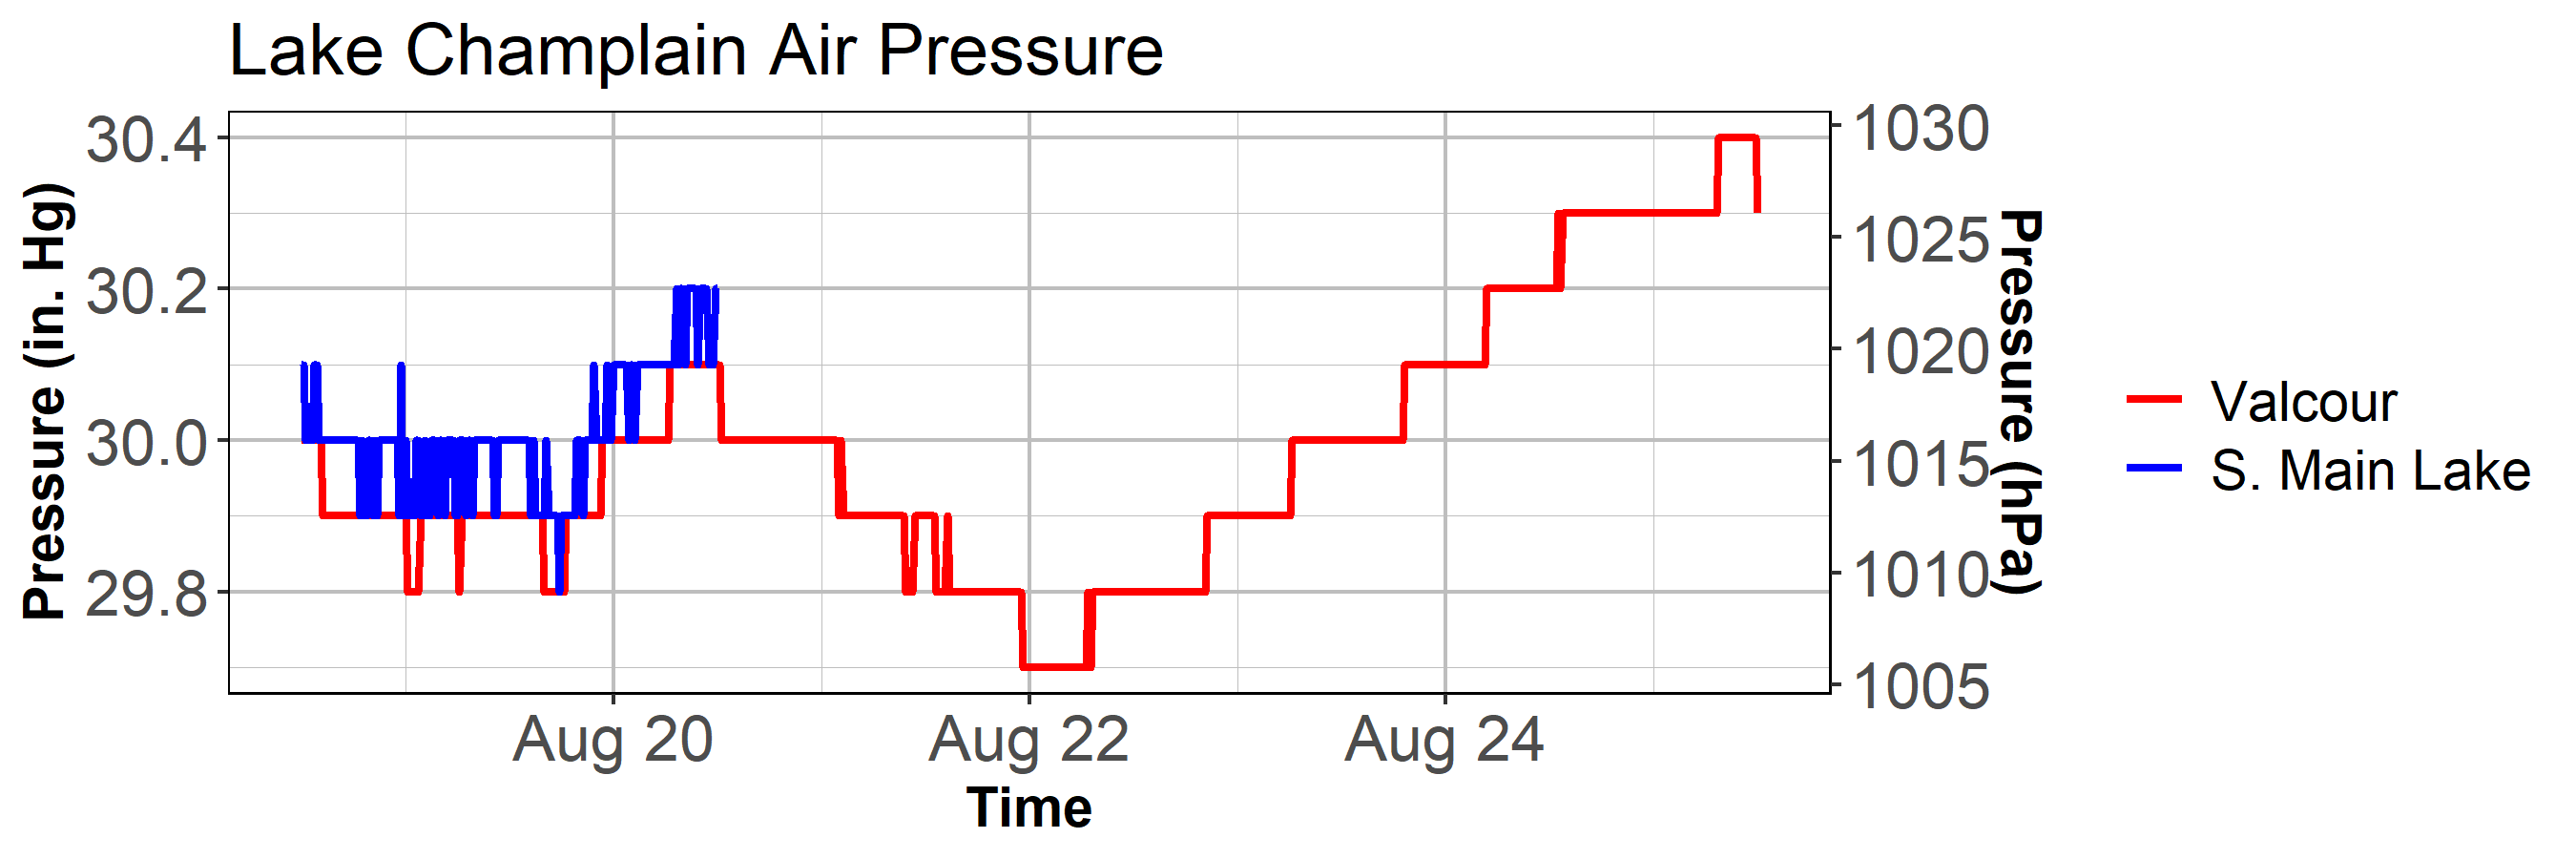 Lake Champlain Air Pressure
Pressure (in. Hg)
30.4
30.2
30.0
29.8
1030
1025
1020
1015
1010
1005
Pressure (hPa)
Aug 20
Aug 22
Aug 24
Time
Valcour
S. Main Lake